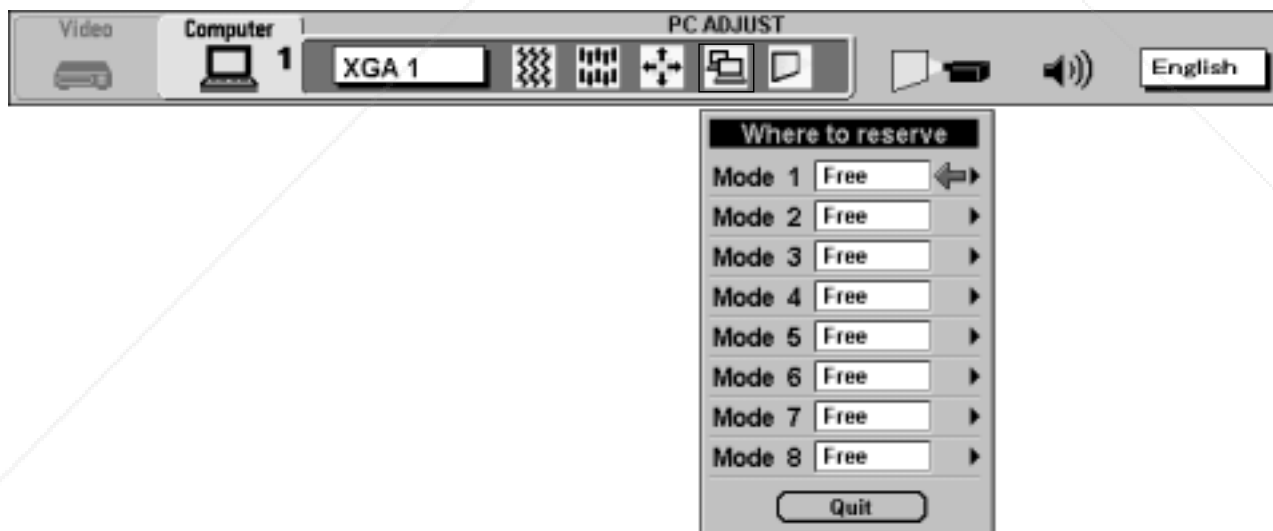 Video
Computer
1
PC ADJUST
XGA 1
English
Where to reserve
Mode 1 Free
Mode 2 Free
Mode 3 Free
Mode 4 Free
Mode 5 Free
Mode 6 Free
Mode 7 Free
Mode 8 Free
Quit